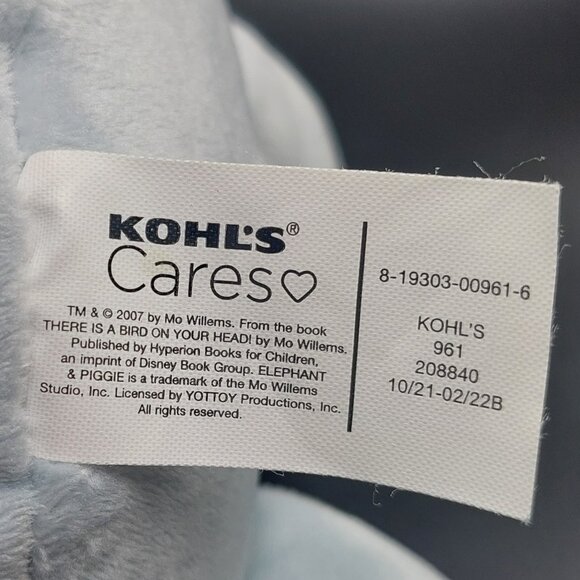 KOHL'S®
Cares♡
TM & © 2007 by Mo Willems. From the book
THERE IS A BIRD ON YOUR HEAD! by Mo Willems.
Published by Hyperion Books for Children,
an imprint of Disney Book Group. ELEPHANT
& PIGGIE is a trademark of the Mo Willems
Studio, Inc. Licensed by YOTTOY Productions, Inc.
All rights reserved.
8-19303-00961-6
KOHL'S
961
208840
10/21-02/22B